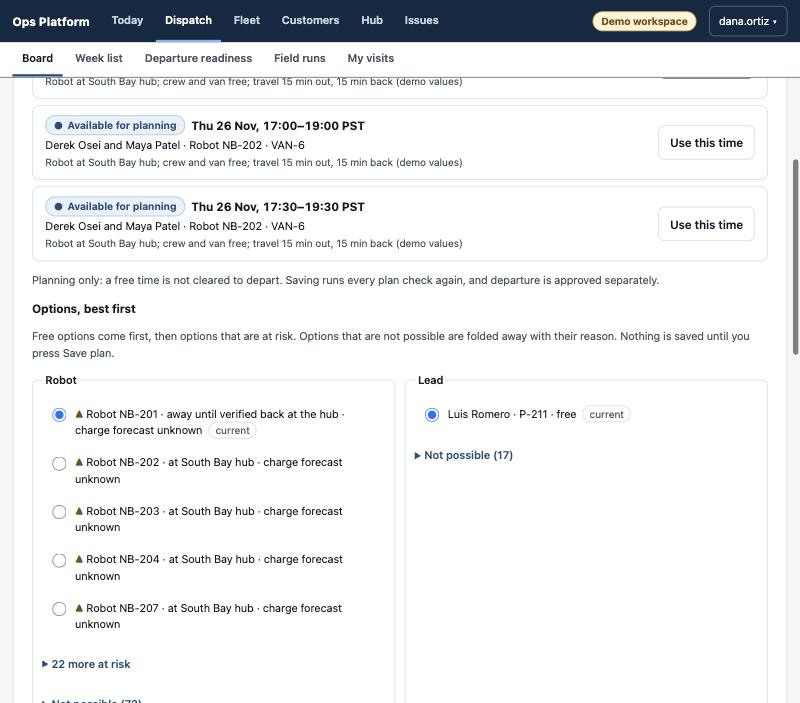 Ops Platform Today Dispatch Fleet Customers Hub Issues Demo workspace dana.ortiz
Board Week list Departure readiness Field runs My visits
Robot at South Bay hub; crew and van free; travel 15 min out, 15 min back (demo values)
Available for planning Thu 26 Nov, 17:00–19:00 PST
Derek Osei and Maya Patel · Robot NB-202 · VAN-6
Robot at South Bay hub; crew and van free; travel 15 min out, 15 min back (demo values)
Use this time
Available for planning Thu 26 Nov, 17:30–19:30 PST
Derek Osei and Maya Patel · Robot NB-202 · VAN-6
Robot at South Bay hub; crew and van free; travel 15 min out, 15 min back (demo values)
Use this time
Planning only: a free time is not cleared to depart. Saving runs every plan check again, and departure is approved separately.
Options, best first
Free options come first, then options that are at risk. Options that are not possible are folded away with their reason. Nothing is saved until you
press Save plan.
Robot
Robot NB-201 · away until verified back at the hub ·
charge forecast unknown current
Robot NB-202 · at South Bay hub · charge forecast
unknown
Robot NB-203 · at South Bay hub · charge forecast
unknown
Robot NB-204 · at South Bay hub · charge forecast
unknown
Robot NB-207 · at South Bay hub · charge forecast
unknown
22 more at risk
Not possible (72)
Lead
Luis Romero · P-211 · free current
Not possible (17)